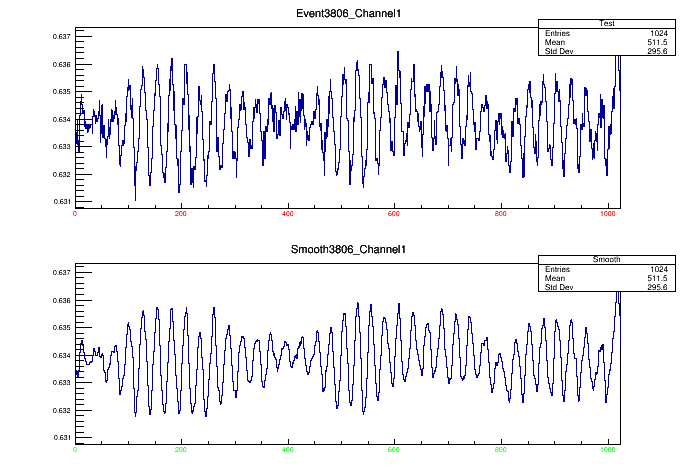 Event3806_Channel1
Test
Entries 1024
Mean 511.5
Std Dev 295.6
0.637
0.636
0.635
0.634
0.633
0.632
0.631
0 200 400 600 800 1000
Smooth3806_Channel1
Smooth
Entries 1024
Mean 511.5
Std Dev 295.6
0.637
0.636
0.635
0.634
0.633
0.632
0.631
0 200 400 600 800 1000